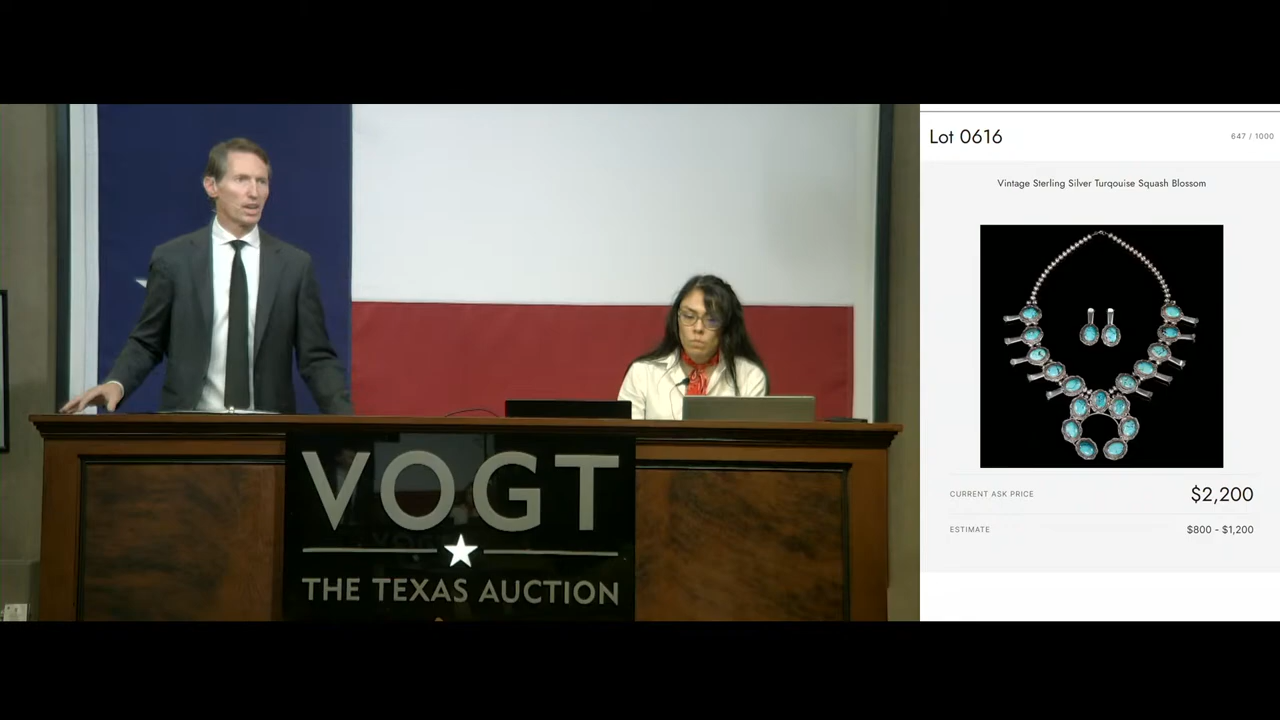 Lot 0616
647 / 1000
Vintage Sterling Silver Turqouise Squash Blossom
CURRENT ASK PRICE
$2,200
ESTIMATE
$800 - $1,200
VOGT
THE TEXAS AUCTION